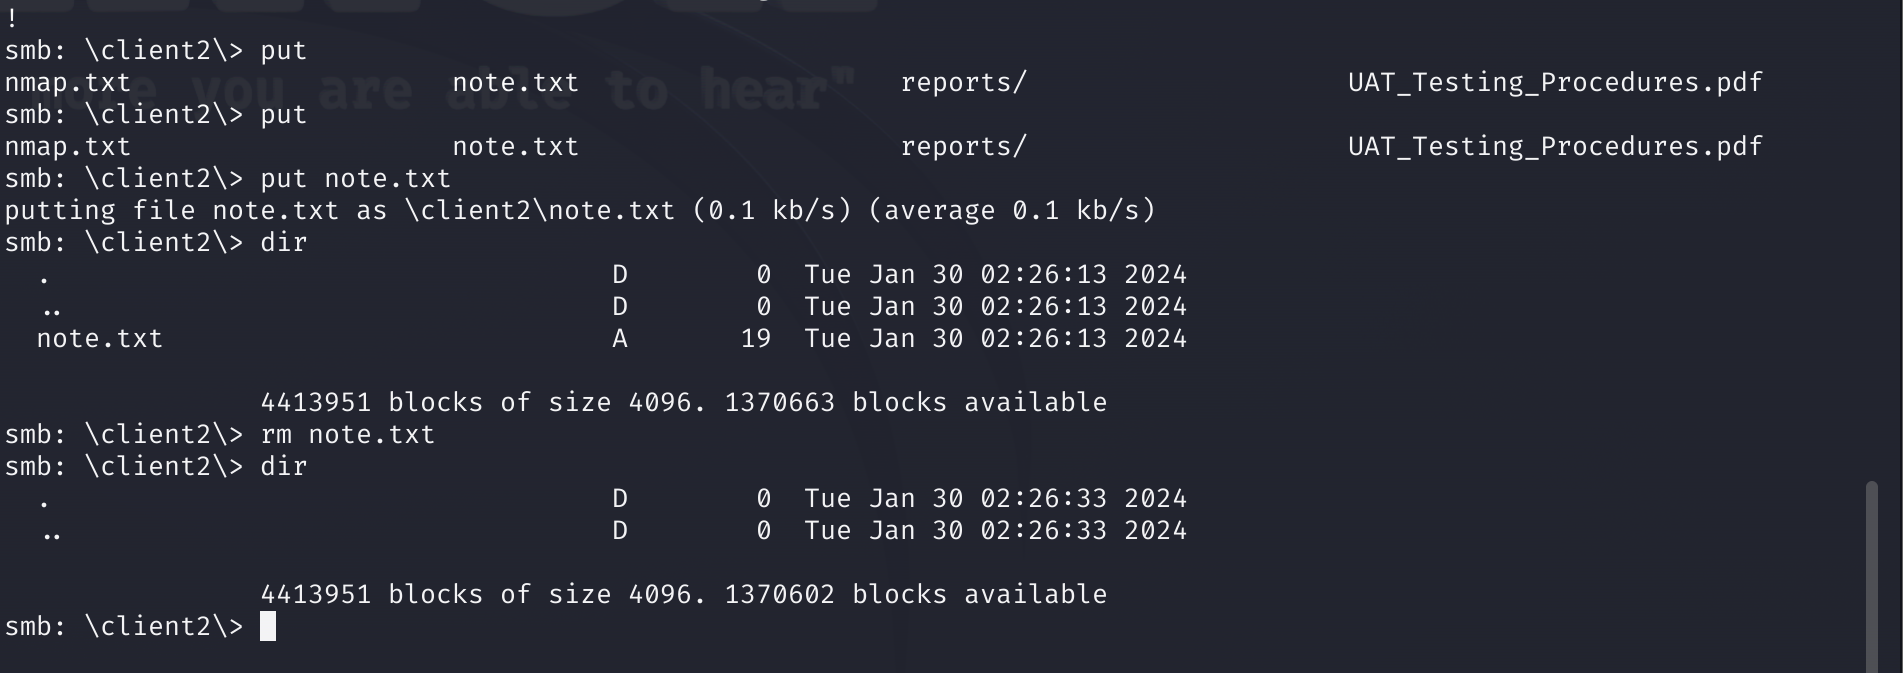 !
smb: \client2\> put
nmap.txt note.txt reports/ UAT_Testing_Procedures.pdf
smb: \client2\> put
nmap.txt note.txt reports/ UAT_Testing_Procedures.pdf
smb: \client2\> put note.txt
putting file note.txt as \client2\note.txt (0.1 kb/s) (average 0.1 kb/s)
smb: \client2\> dir
. D 0 Tue Jan 30 02:26:13 2024
.. D 0 Tue Jan 30 02:26:13 2024
note.txt A 19 Tue Jan 30 02:26:13 2024
4413951 blocks of size 4096. 1370663 blocks available
smb: \client2\> rm note.txt
smb: \client2\> dir
. D 0 Tue Jan 30 02:26:33 2024
.. D 0 Tue Jan 30 02:26:33 2024
4413951 blocks of size 4096. 1370602 blocks available
smb: \client2\>
you are able to hear"